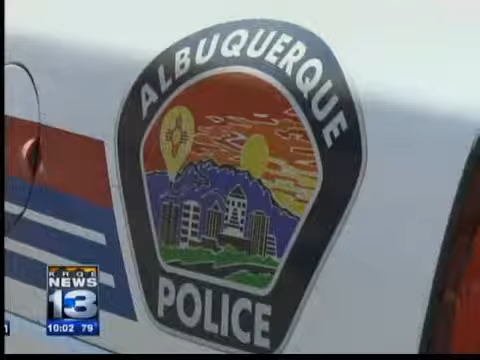 ALBUQUERQUE
POLICE
KRQE
NEWS
13
10:02 79°